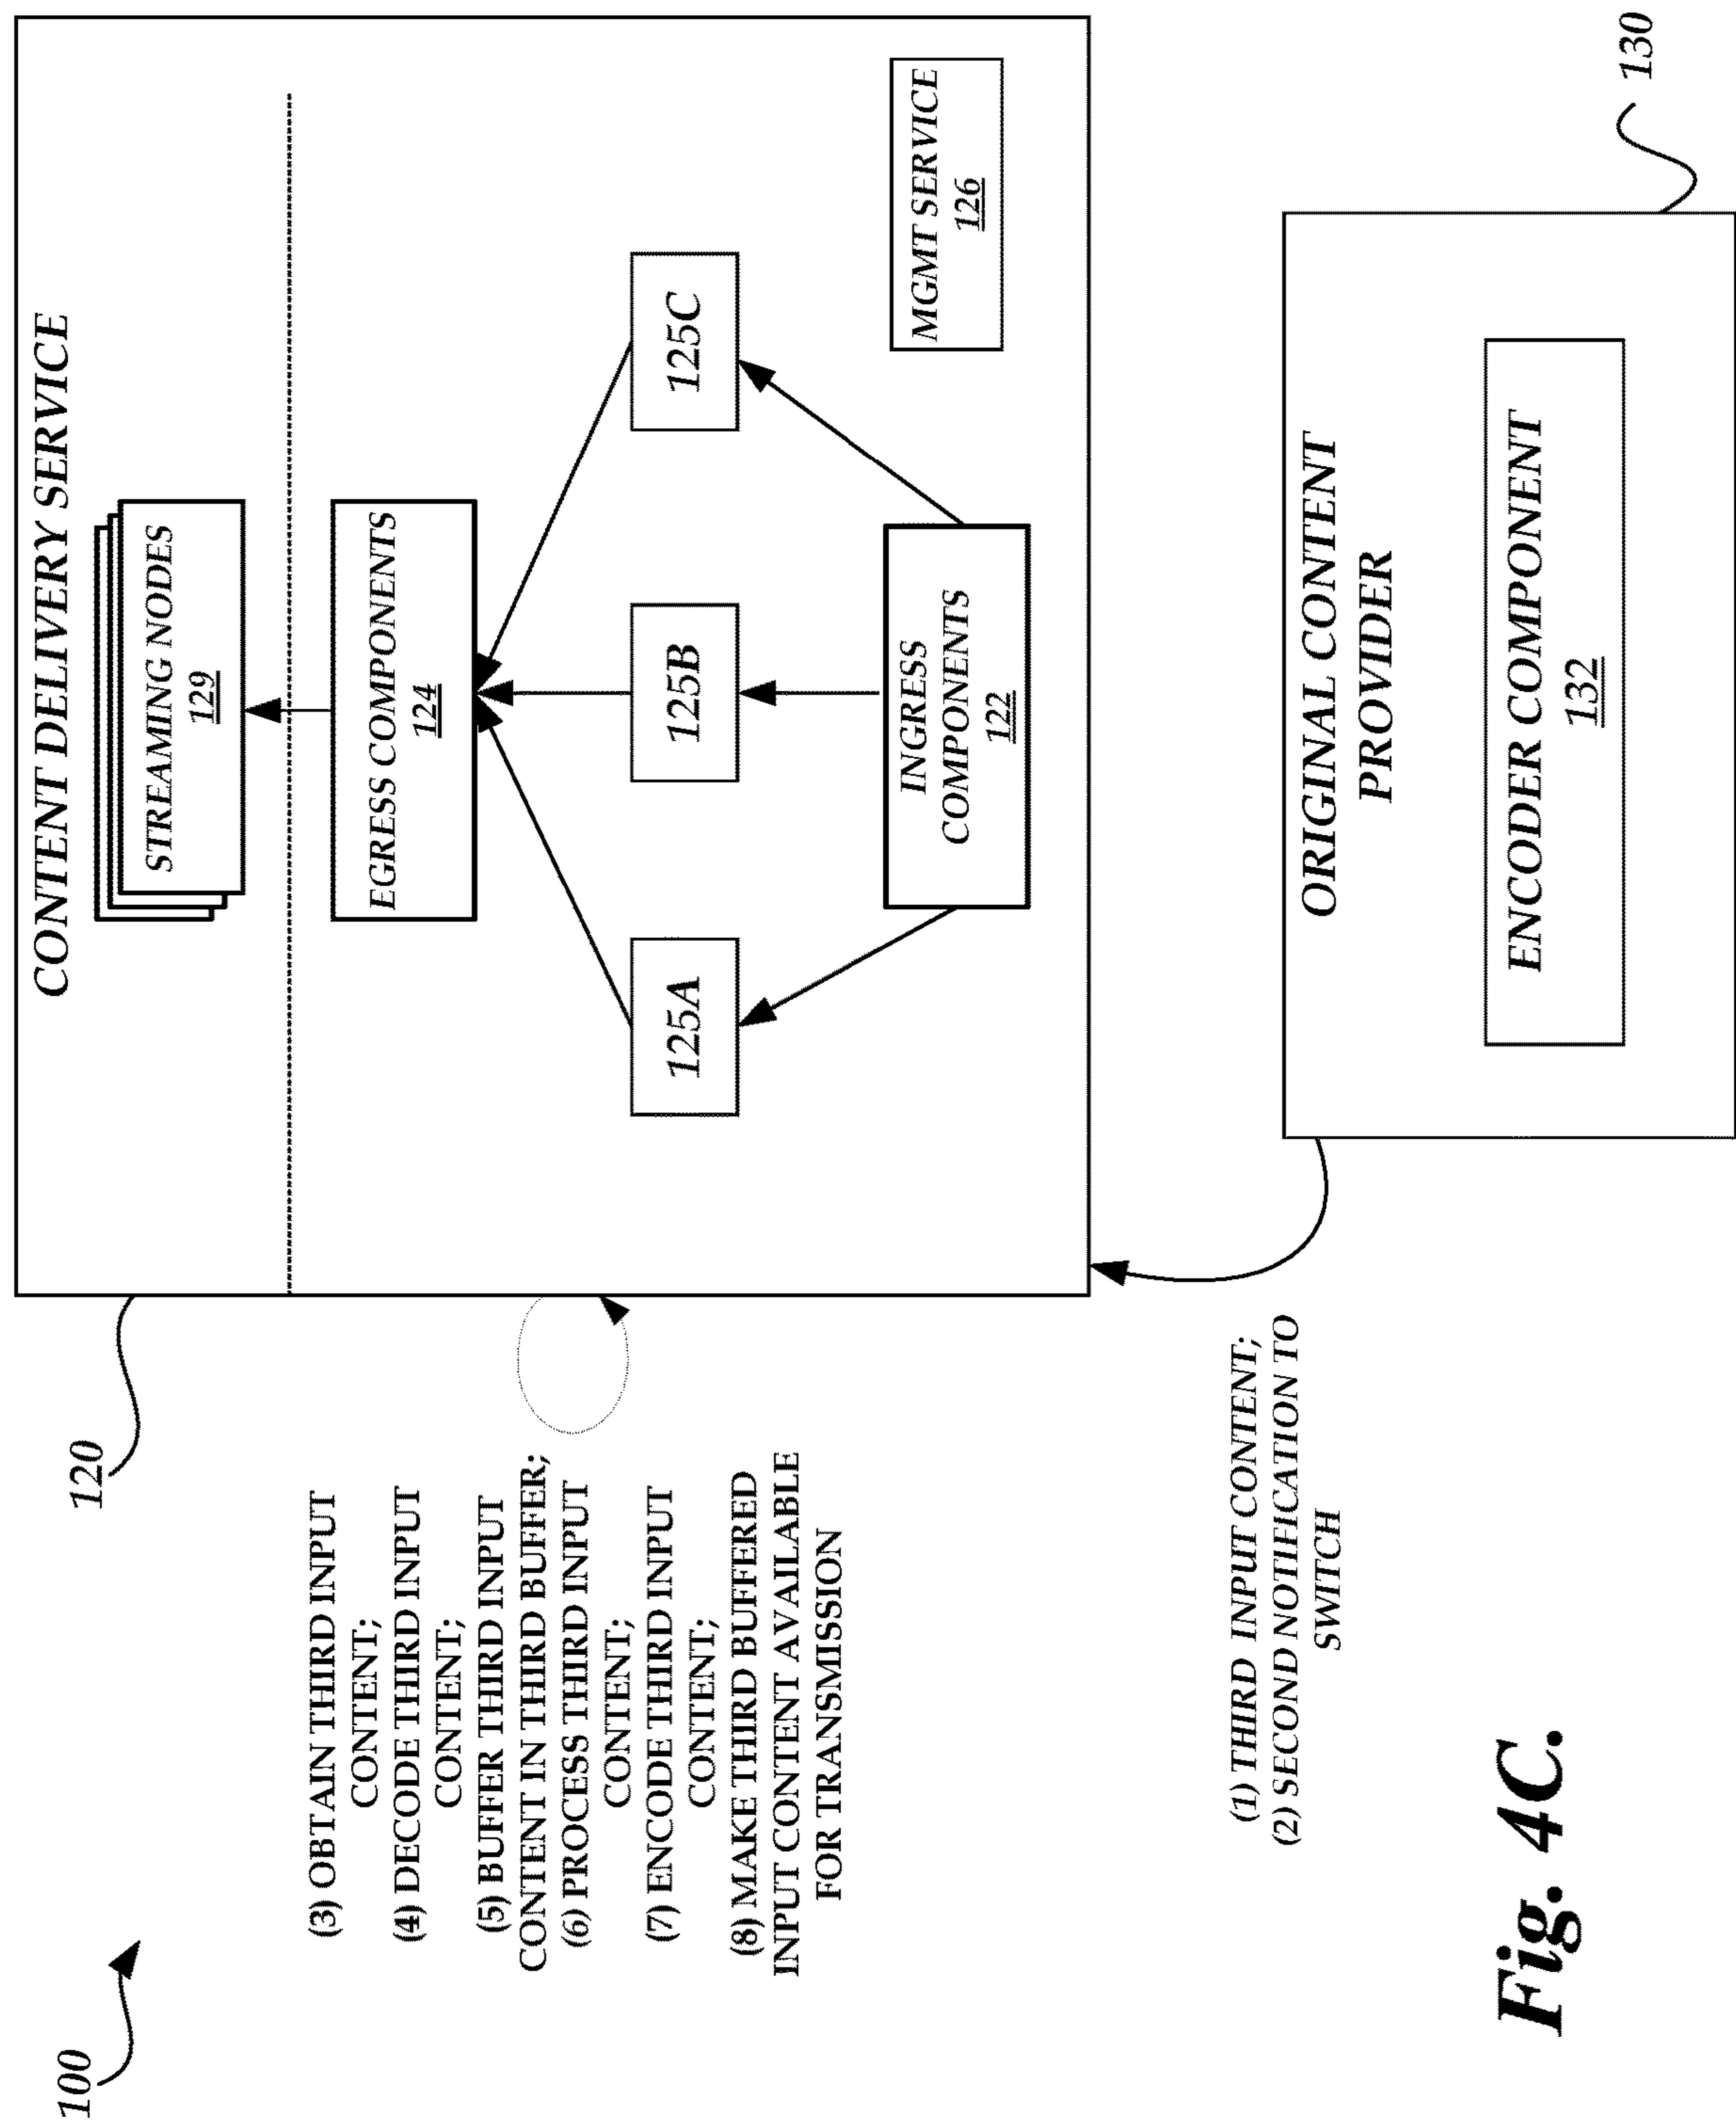 100
120
CONTENT DELIVERY SERVICE
STREAMING NODES
129
(3) OBTAIN THIRD INPUT
CONTENT;
(4) DECODE THIRD INPUT
CONTENT;
(5) BUFFER THIRD INPUT
CONTENT IN THIRD BUFFER;
(6) PROCESS THIRD INPUT
CONTENT;
(7) ENCODE THIRD INPUT
CONTENT;
(8) MAKE THIRD BUFFERED
INPUT CONTENT AVAILABLE
FOR TRANSMISSION
EGRESS COMPONENTS
124
125A
125B
125C
INGRESS
COMPONENTS
122
MGMT SERVICE
126
(1) THIRD INPUT CONTENT;
(2) SECOND NOTIFICATION TO
SWITCH
ORIGINAL CONTENT
PROVIDER
ENCODER COMPONENT
132
130
Fig. 4C.